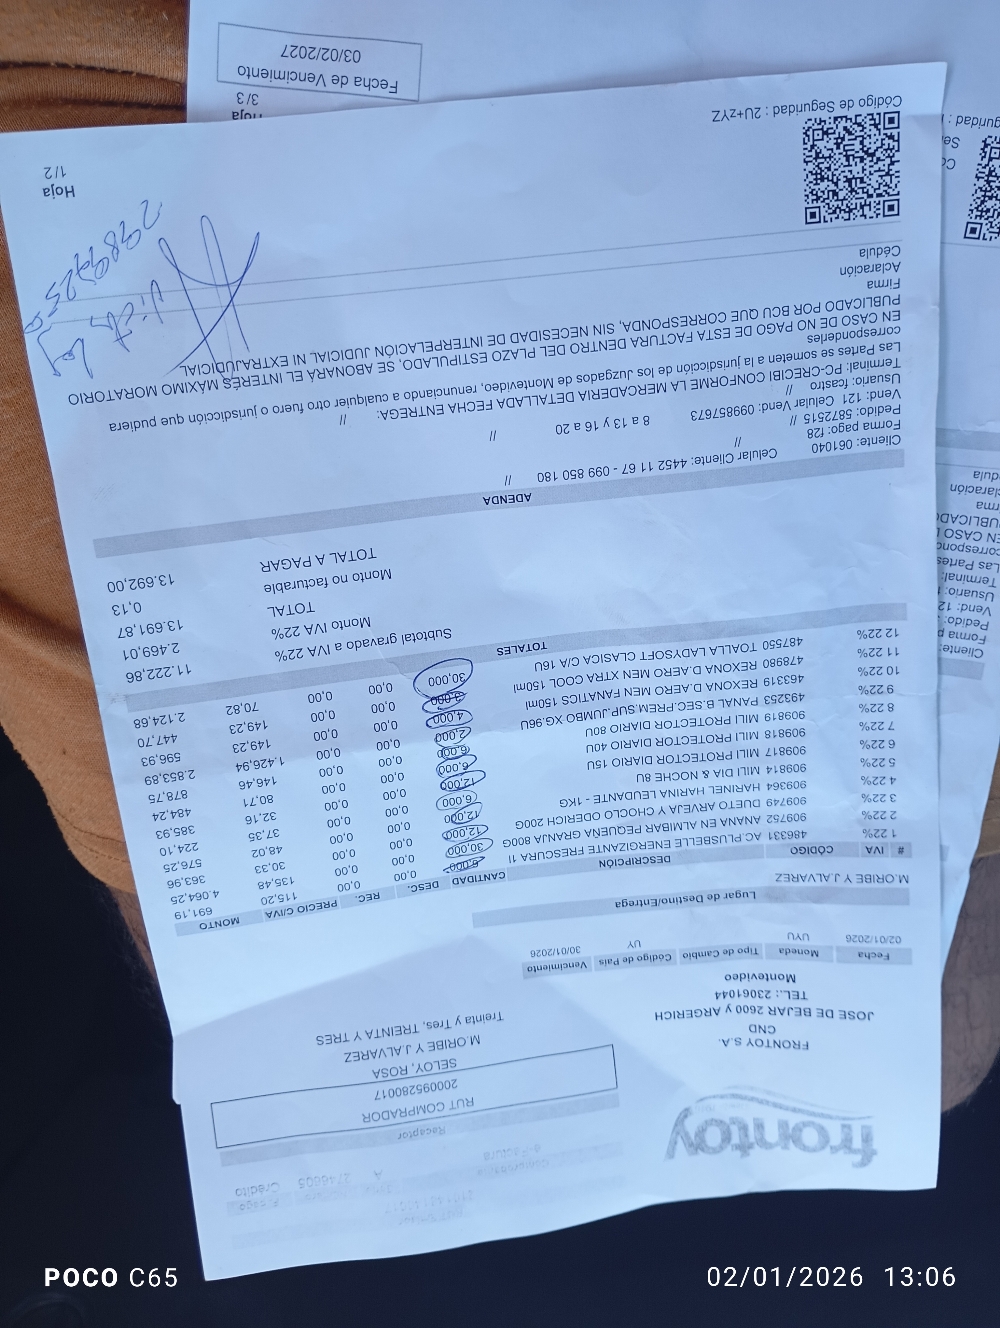 frontoy
Crédito
FRONTOY S.A.
CND
JOSE DE BEJAR 2600 y ARGERICH
TEL.: 23061044
Montevideo
Receptor
RUT COMPRADOR
200095280017
SELOY, ROSA
M.ORIBE Y J.ALVAREZ
Treinta y Tres, TREINTA Y TRES
Fecha Moneda Tipo de Cambio Código de País Vencimiento
02/01/2026 UYU UY 30/01/2026
Lugar de Destino/Entrega
M.ORIBE Y J.ALVAREZ
# IVA CÓDIGO DESCRIPCIÓN CANTIDAD DESC. REC. PRECIO C/IVA MONTO
1 22% 486331 AC.PLUSBELLE ENERGIZANTE FRESCURA 1l 6,000 0,00 0,00 115,20 691,19
2 22% 909752 ANANA EN ALMIBAR PEQUEÑA GRANJA 800G 30,000 0,00 0,00 135,48 4.064,25
3 22% 909749 DUETO ARVEJA Y CHOCLO ODERICH 200G 12,000 0,00 0,00 30,33 363,96
4 22% 909364 HARINEL HARINA LEUDANTE - 1KG 12,000 0,00 0,00 48,02 576,25
5 22% 909814 MILI DIA & NOCHE 8U 6,000 0,00 0,00 37,35 224,10
6 22% 909817 MILI PROTECTOR DIARIO 15U 12,000 0,00 0,00 32,16 385,93
7 22% 909818 MILI PROTECTOR DIARIO 40U 6,000 0,00 0,00 80,71 484,24
8 22% 909819 MILI PROTECTOR DIARIO 80U 6,000 0,00 0,00 146,46 878,75
9 22% 493253 PANAL B.SEC.PREM.SUP.JUMBO XG.96U 2,000 0,00 0,00 1.426,94 2.853,89
10 22% 463319 REXONA D.AERO MEN FANATICS 150ml 4,000 0,00 0,00 149,23 596,93
11 22% 479890 REXONA D.AERO MEN XTRA COOL 150ml 3,000 0,00 0,00 149,23 447,70
12 22% 487550 TOALLA LADYSOFT CLASICA C/A 16U 30,000 0,00 0,00 70,82 2.124,68
TOTALES
Subtotal gravado a IVA 22% 11.222,86
Monto IVA 22% 2.469,01
TOTAL 13.691,87
Monto no facturable 0,13
TOTAL A PAGAR 13.692,00
ADENDA
Cliente: 061040 Celular Cliente: 4452 11 67 - 099 850 180 //
Forma pago: f28 //
Pedido: 5872515 // 8 a 13 y 16 a 20 //
Vend: 121 Celular Vend: 099857673
Usuario: fcastro //
Terminal: PC-CRECIBI CONFORME LA MERCADERIA DETALLADA FECHA ENTREGA: //
Las Partes se someten a la jurisdicción de los Juzgados de Montevideo, renunciando a cualquier otro fuero o jurisdicción que pudiera
corresponderles
EN CASO DE NO PAGO DE ESTA FACTURA DENTRO DEL PLAZO ESTIPULADO, SE ABONARÁ EL INTERÉS MÁXIMO MORATORIO
PUBLICADO POR BCU QUE CORRESPONDA, SIN NECESIDAD DE INTERPELACIÓN JUDICIAL NI EXTRAJUDICIAL
Firma
Aclaración
Cédula
Código de Seguridad : 2U+zYZ
Hoja
1/2
Hoja
3/3
Fecha de Vencimiento
03/02/2027
POCO C65
02/01/2026 13:06